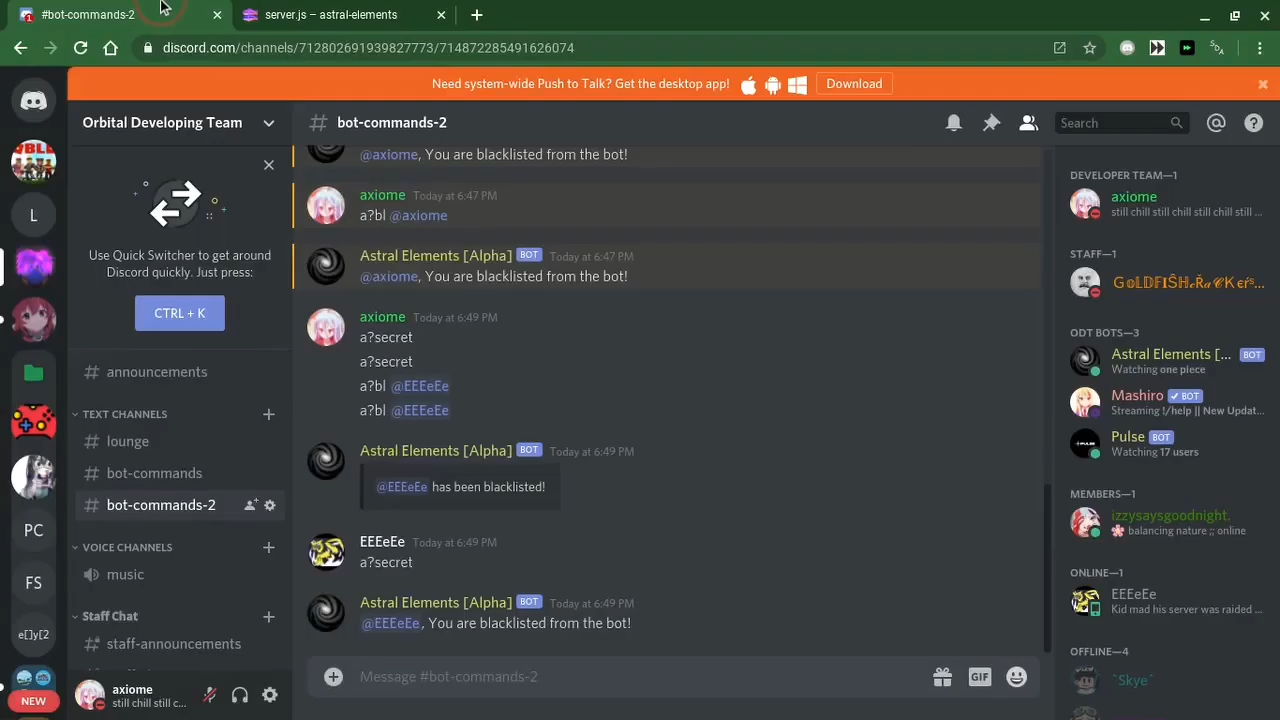 #bot-commands-2
server.js – astral-elements
discord.com/channels/712802691939827773/714872285491626074
Need system-wide Push to Talk? Get the desktop app!
Download
Orbital Developing Team
bot-commands-2
Search
Use Quick Switcher to get around
Discord quickly. Just press:
CTRL + K
announcements
TEXT CHANNELS
lounge
bot-commands
bot-commands-2
VOICE CHANNELS
music
Staff Chat
staff-announcements
L
PC
FS
e[]y[2
NEW
axiome
still chill still c...
@axiome, You are blacklisted from the bot!
axiome Today at 6:47 PM
a?bl @axiome
Astral Elements [Alpha] BOT Today at 6:47 PM
@axiome, You are blacklisted from the bot!
axiome Today at 6:49 PM
a?secret
a?secret
a?bl @EEEeEe
a?bl @EEEeEe
Astral Elements [Alpha] BOT Today at 6:49 PM
@EEEeEe has been blacklisted!
EEEeEe Today at 6:49 PM
a?secret
Astral Elements [Alpha] BOT Today at 6:49 PM
@EEEeEe, You are blacklisted from the bot!
Message #bot-commands-2
GIF
DEVELOPER TEAM—1
axiome
still chill still chill still chill still ...
STAFF—1
ODT BOTS—3
Astral Elements [... BOT
Watching one piece
Mashiro BOT
Streaming !/help || New Updat...
Pulse BOT
Watching 17 users
MEMBERS—1
izzysaysgoodnight.
🌸 balancing nature ;; online
ONLINE—1
EEEeEe
Kid mad his server was raided ...
OFFLINE—4
`Skye`